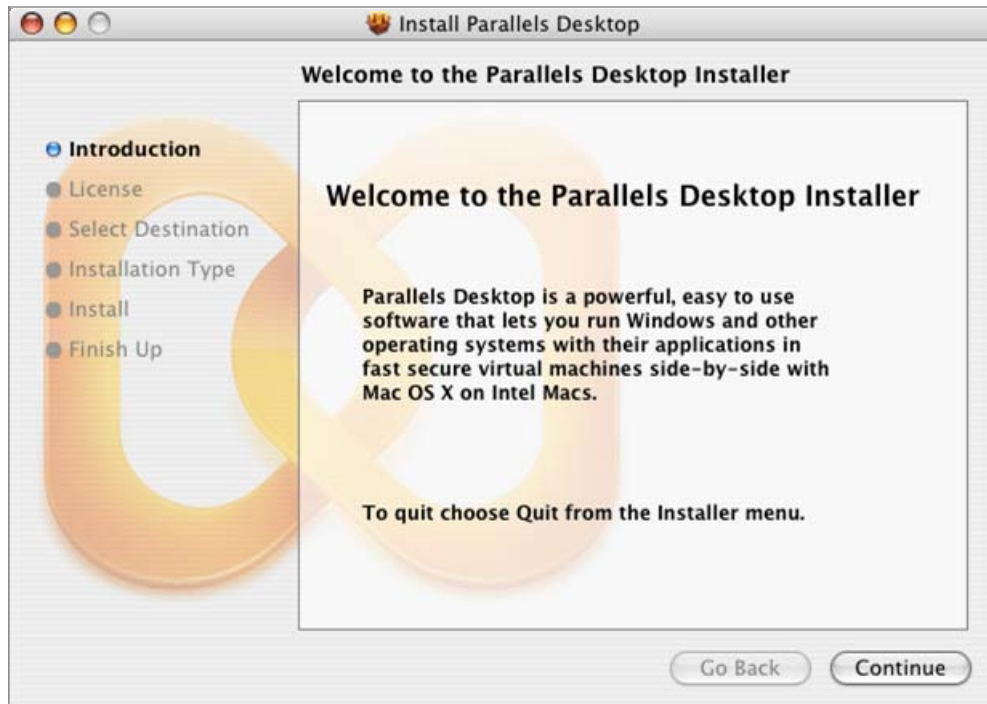 Install Parallels Desktop
Welcome to the Parallels Desktop Installer
Introduction
License
Select Destination
Installation Type
Install
Finish Up
Welcome to the Parallels Desktop Installer
Parallels Desktop is a powerful, easy to use
software that lets you run Windows and other
operating systems with their applications in
fast secure virtual machines side-by-side with
Mac OS X on Intel Macs.
To quit choose Quit from the Installer menu.
Go Back
Continue